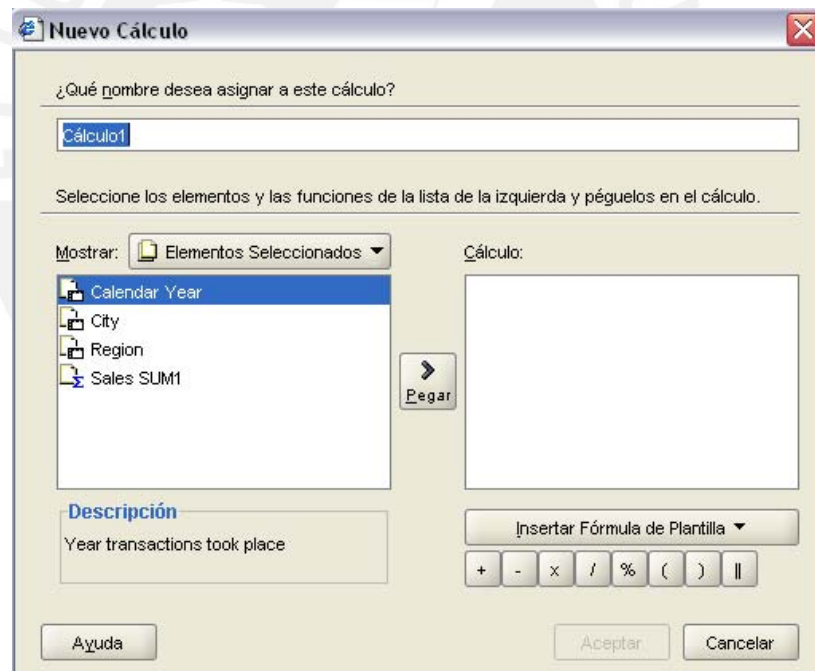 Nuevo Cálculo
¿Qué nombre desea asignar a este cálculo?
Cálculo1
Seleccione los elementos y las funciones de la lista de la izquierda y péguelos en el cálculo.
Mostrar: Elementos Seleccionados
Cálculo:
Calendar Year
City
Region
Sales SUM1
Pegar
Descripción
Year transactions took place
Insertar Fórmula de Plantilla
+ - x / % ( ) ||
Ayuda
Aceptar
Cancelar